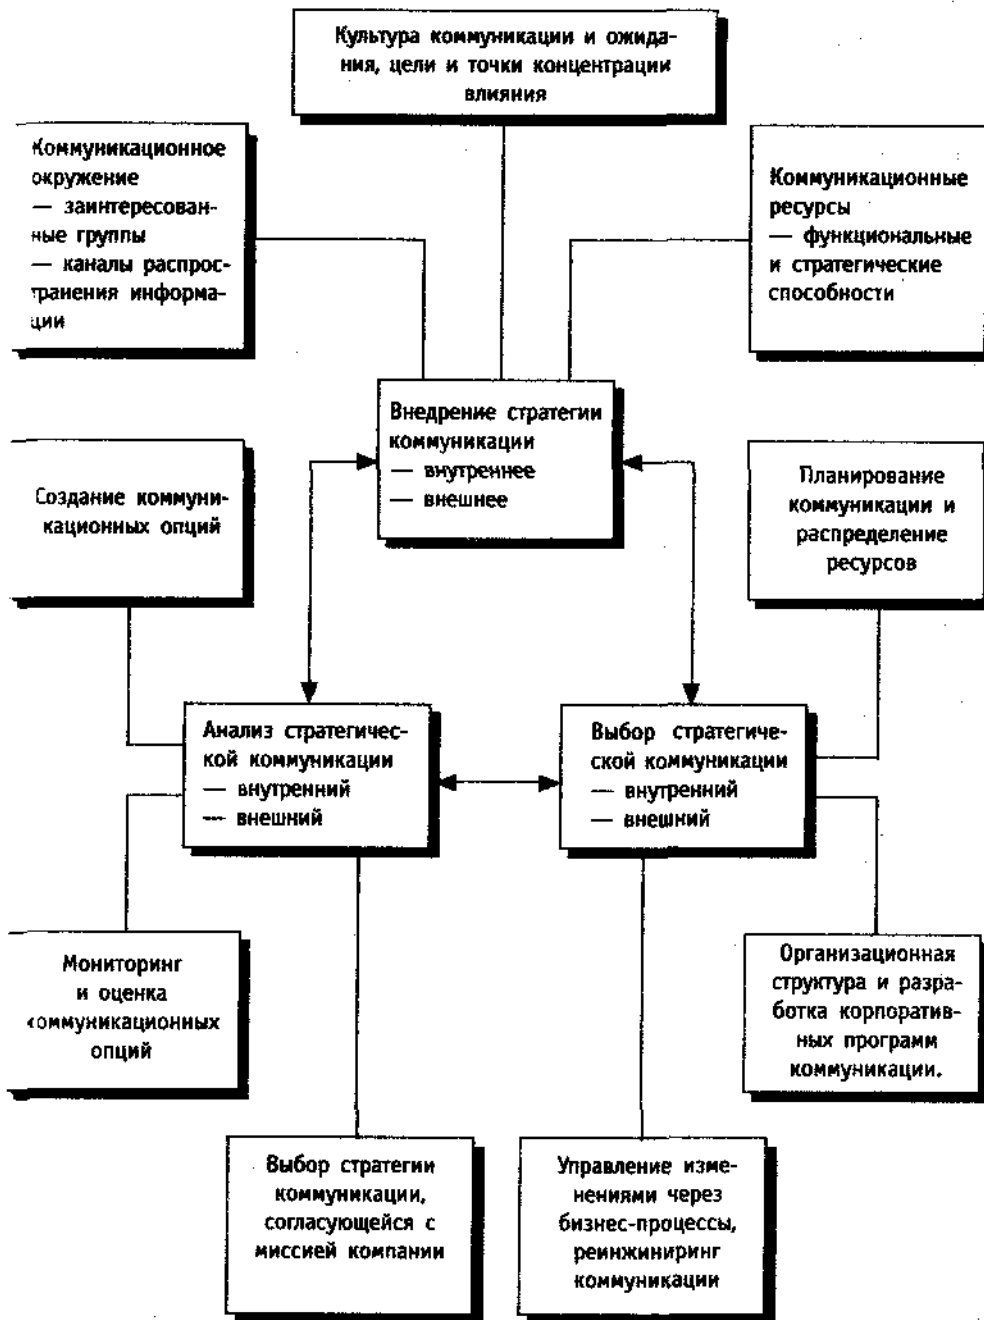 Культура коммуникации и ожида-
ния, цели и точки концентрации
влияния
Коммуникационное
окружение
— заинтересован-
ные группы
— каналы распрос-
транения информа-
ции
Коммуникационные
ресурсы
— функциональные
и стратегические
способности
Внедрение стратегии
коммуникации
— внутреннее
— внешнее
Создание коммуни-
кационных опций
Планирование
коммуникации и
распределение
ресурсов
Анализ стратегичес-
кой коммуникации
— внутренний
— внешний
Выбор стратегиче-
ской коммуникации
— внутренний
— внешний
Мониторинг
и оценка
коммуникационных
опций
Организационная
структура и разра-
ботка корпоратив-
ных программ
коммуникации.
Выбор стратегии
коммуникации,
согласующейся с
миссией компании
Управление изме-
нениями через
бизнес-процессы,
реинжиниринг
коммуникации